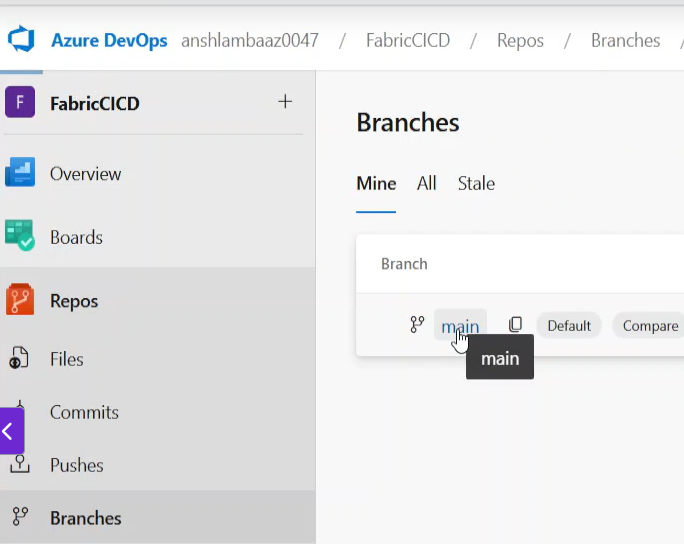 Azure DevOps anshlambaaz0047 / FabricCICD / Repos / Branches /
F FabricCICD +
Overview
Boards
Repos
Files
Commits
Pushes
Branches
Branches
Mine All Stale
Branch
main Default Compare
main